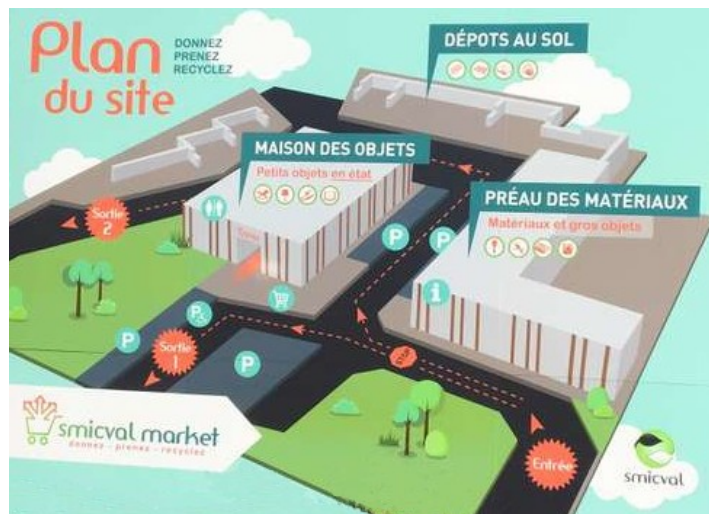 Plan
du site
DONNEZ
PRENEZ
RECYCLEZ
DÉPOTS AU SOL
MAISON DES OBJETS
Petits objets en état
PRÉAU DES MATÉRIAUX
Matériaux et gros objets
Sortie
2
P
P
i
P
P
STOP
Sortie
1
P
smicval market
donnez - prenez - recyclez
Entrée
smicval